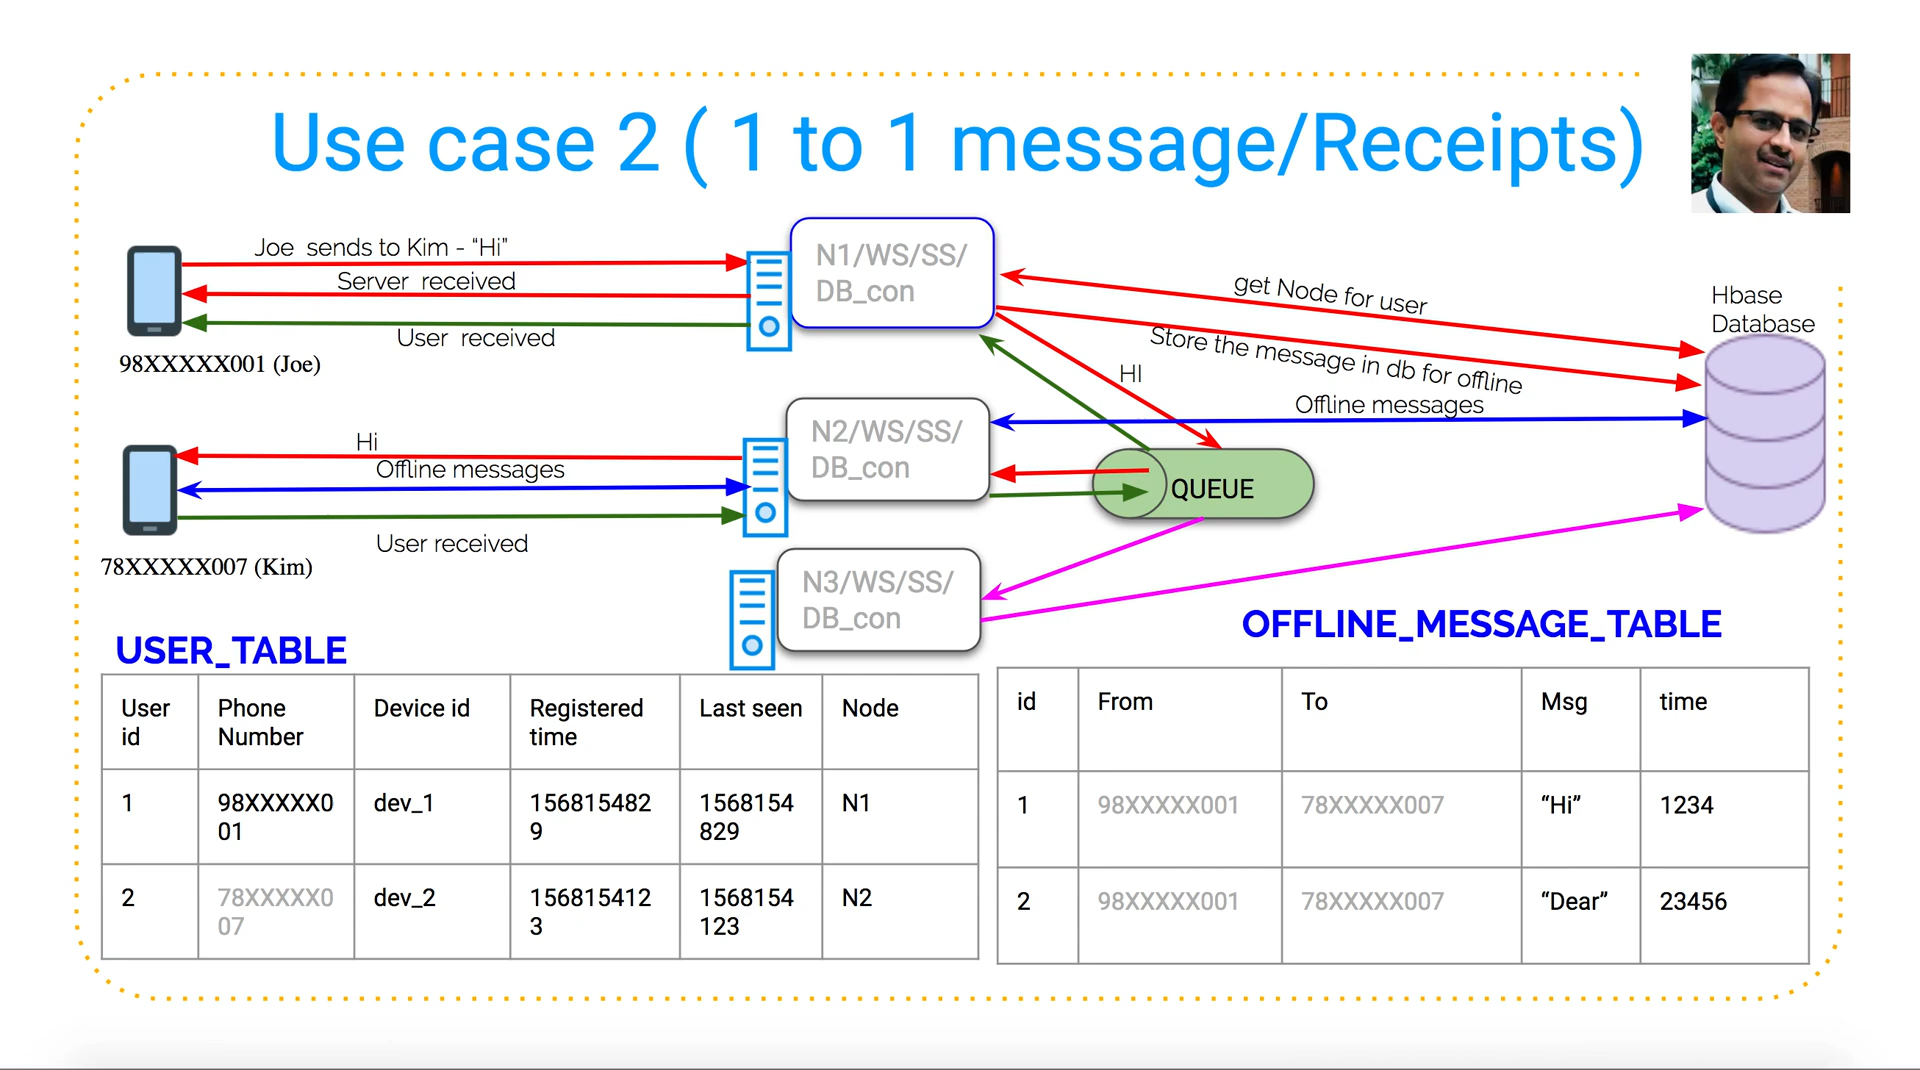 Use case 2 ( 1 to 1 message/Receipts)
Joe sends to Kim - “Hi”
Server received
User received
98XXXXX001 (Joe)
N1/WS/SS/
DB_con
get Node for user
Store the message in db for offline
HI
Offline messages
Hbase
Database
Hi
Offline messages
User received
78XXXXX007 (Kim)
N2/WS/SS/
DB_con
QUEUE
N3/WS/SS/
DB_con
USER_TABLE
User id Phone Number Device id Registered time Last seen Node
1 98XXXXX001 dev_1 1568154829 1568154829 N1
2 78XXXXX007 dev_2 1568154123 1568154123 N2
OFFLINE_MESSAGE_TABLE
id From To Msg time
1 98XXXXX001 78XXXXX007 “Hi” 1234
2 98XXXXX001 78XXXXX007 “Dear” 23456